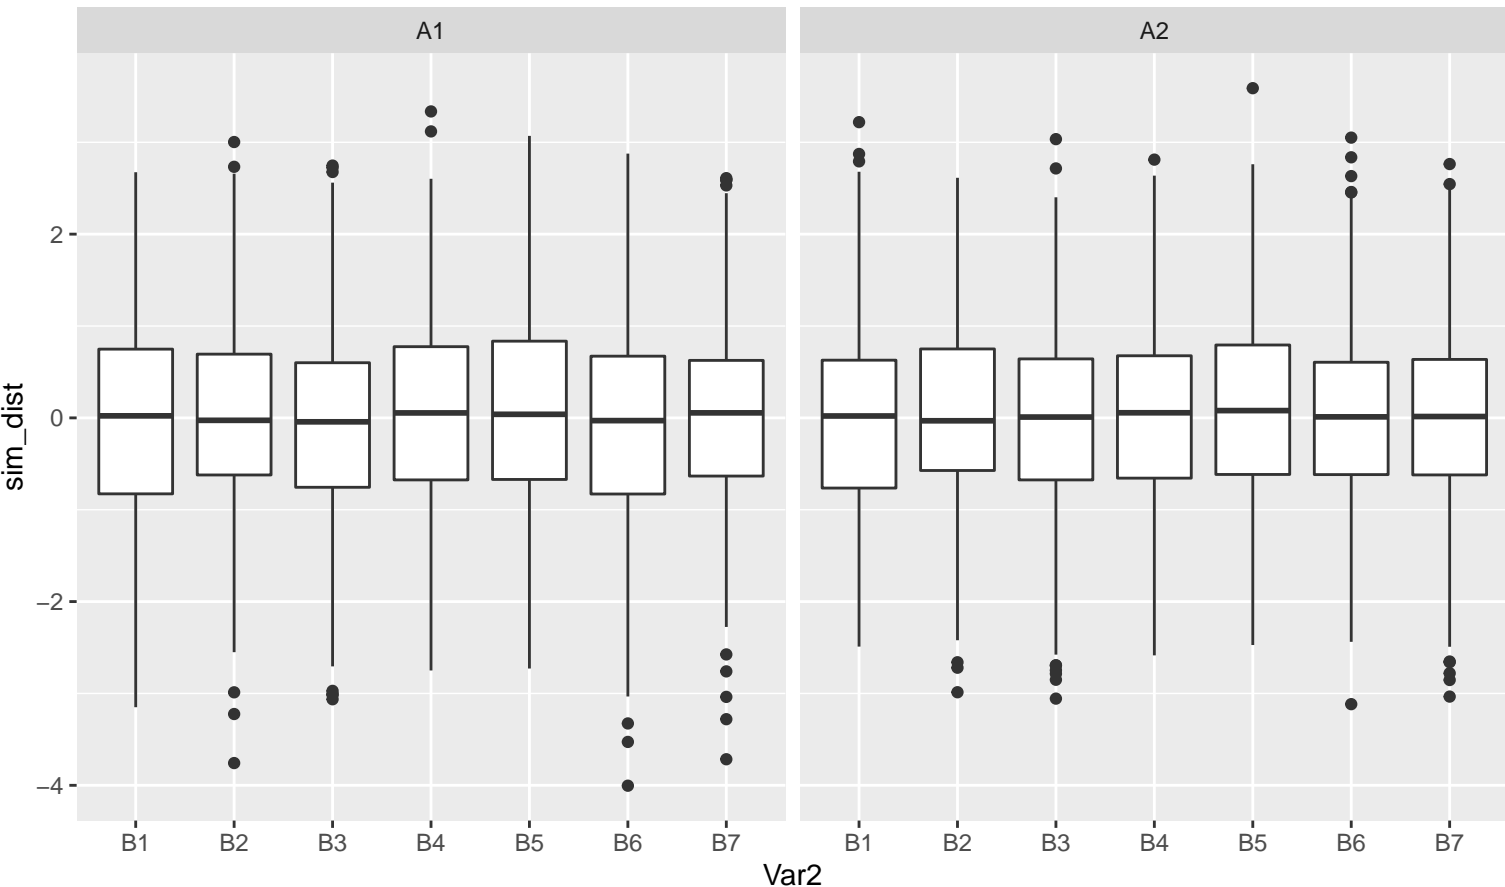 A1 A2
sim_dist
2
0
−2
−4
B1 B2 B3 B4 B5 B6 B7 B1 B2 B3 B4 B5 B6 B7
Var2